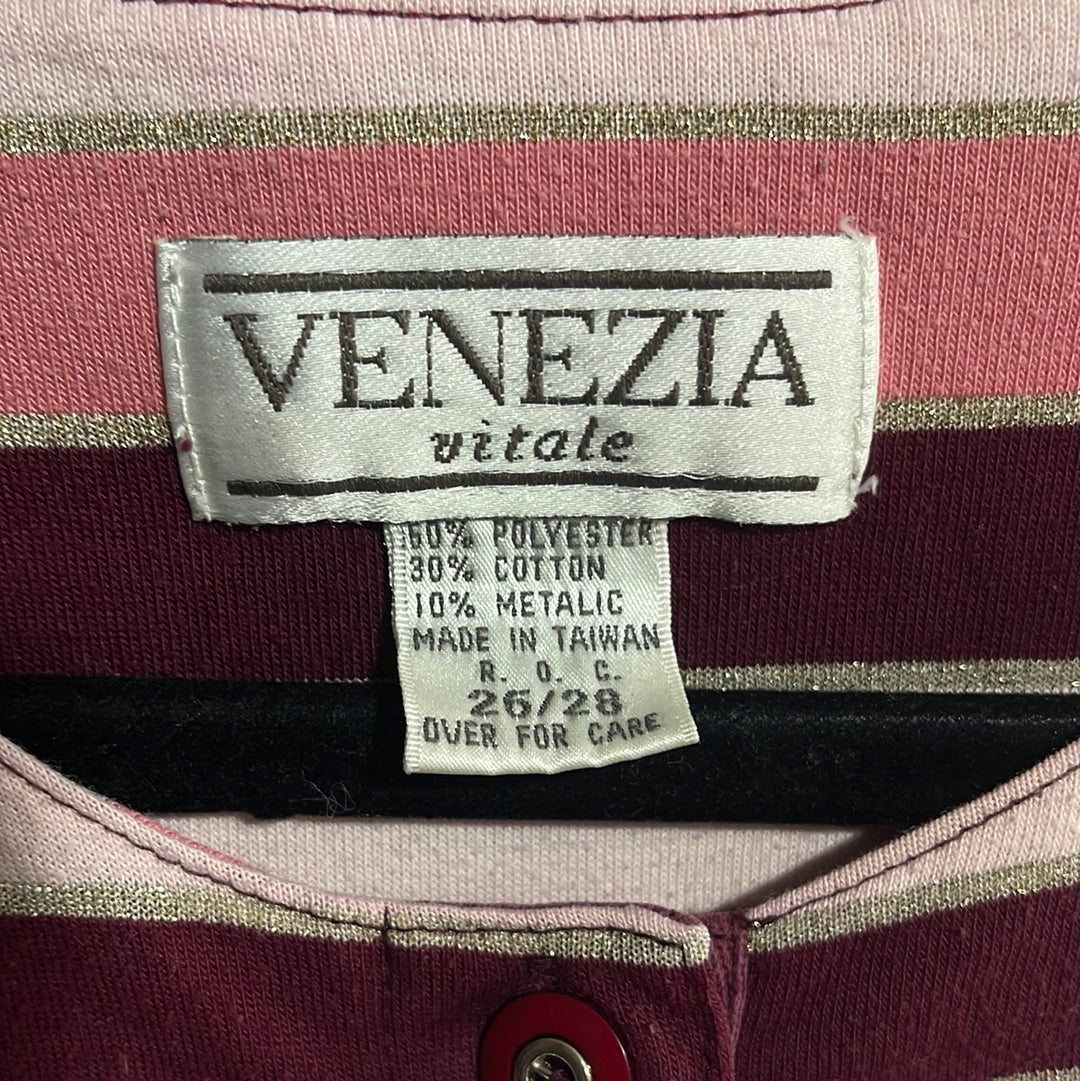 VENEZIA
vitale
60% POLYESTER
30% COTTON
10% METALIC
MADE IN TAIWAN
R. O. C.
26/28
OVER FOR CARE